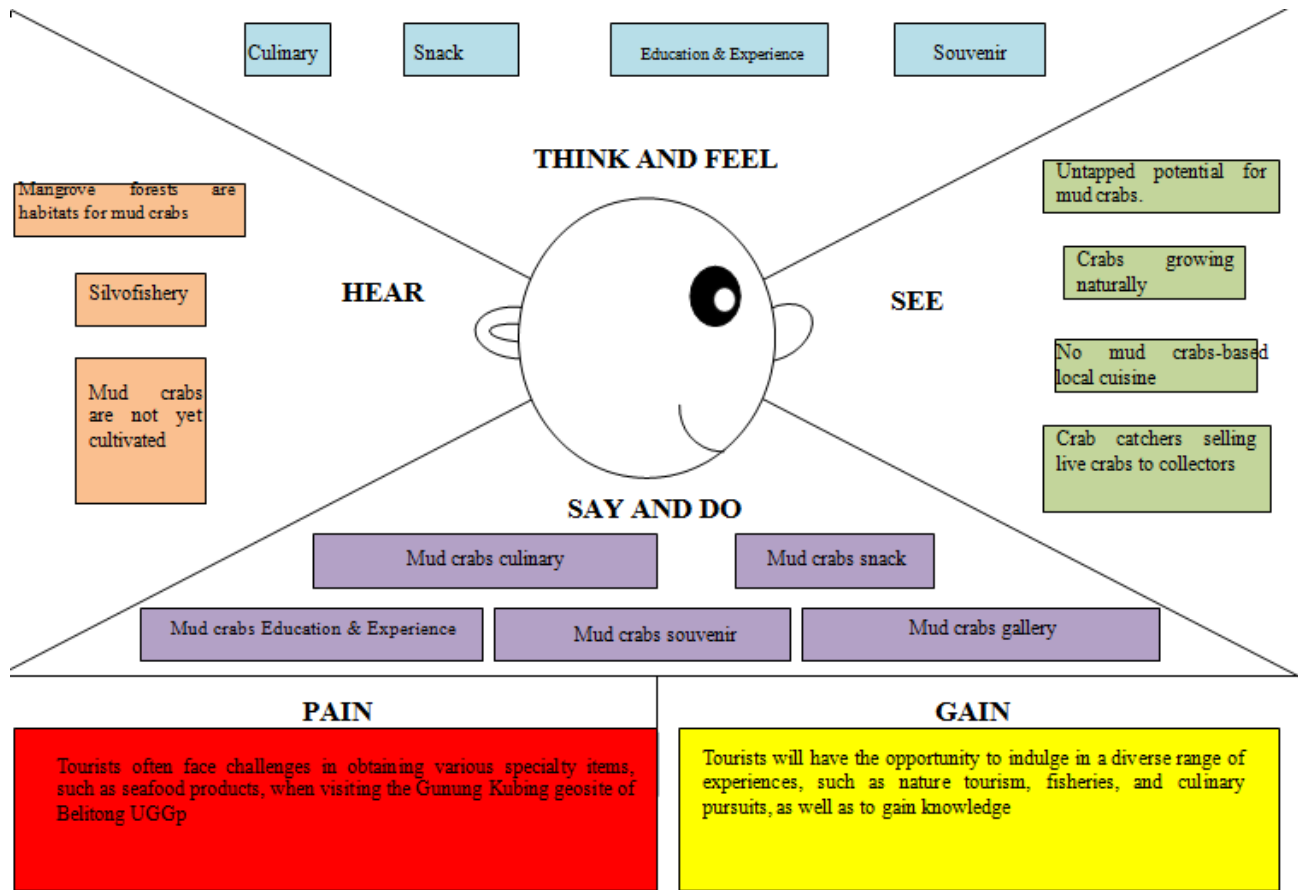 Culinary
Snack
Education & Experience
Souvenir
THINK AND FEEL
Mangrove forests are
habitats for mud crabs
Silvofishery
Mud crabs
are not yet
cultivated
HEAR
SEE
Untapped potential for
mud crabs.
Crabs growing
naturally
No mud crabs-based
local cuisine
Crab catchers selling
live crabs to collectors
SAY AND DO
Mud crabs culinary
Mud crabs snack
Mud crabs Education & Experience
Mud crabs souvenir
Mud crabs gallery
PAIN
Tourists often face challenges in obtaining various specialty items,
such as seafood products, when visiting the Gunung Kubing geosite of
Belitong UGGp
GAIN
Tourists will have the opportunity to indulge in a diverse range of
experiences, such as nature tourism, fisheries, and culinary
pursuits, as well as to gain knowledge